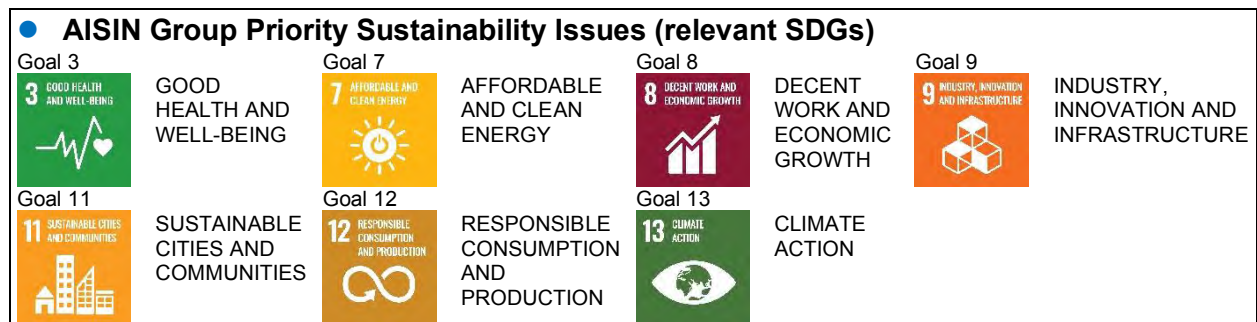 ● AISIN Group Priority Sustainability Issues (relevant SDGs)
Goal 3
3 GOOD HEALTH
AND WELL-BEING
GOOD
HEALTH AND
WELL-BEING
Goal 7
7 AFFORDABLE AND
CLEAN ENERGY
AFFORDABLE
AND CLEAN
ENERGY
Goal 8
8 DECENT WORK AND
ECONOMIC GROWTH
DECENT
WORK AND
ECONOMIC
GROWTH
Goal 9
9 INDUSTRY, INNOVATION
AND INFRASTRUCTURE
INDUSTRY,
INNOVATION AND
INFRASTRUCTURE
Goal 11
11 SUSTAINABLE CITIES
AND COMMUNITIES
SUSTAINABLE
CITIES AND
COMMUNITIES
Goal 12
12 RESPONSIBLE
CONSUMPTION
AND PRODUCTION
RESPONSIBLE
CONSUMPTION
AND
PRODUCTION
Goal 13
13 CLIMATE
ACTION
CLIMATE
ACTION